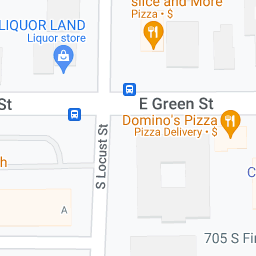 slice and More
Pizza • $
LIQUOR LAND
Liquor store
St
E Green St
Domino's Pizza
Pizza Delivery • $
S Locust St
h
C
A
705 S Fi